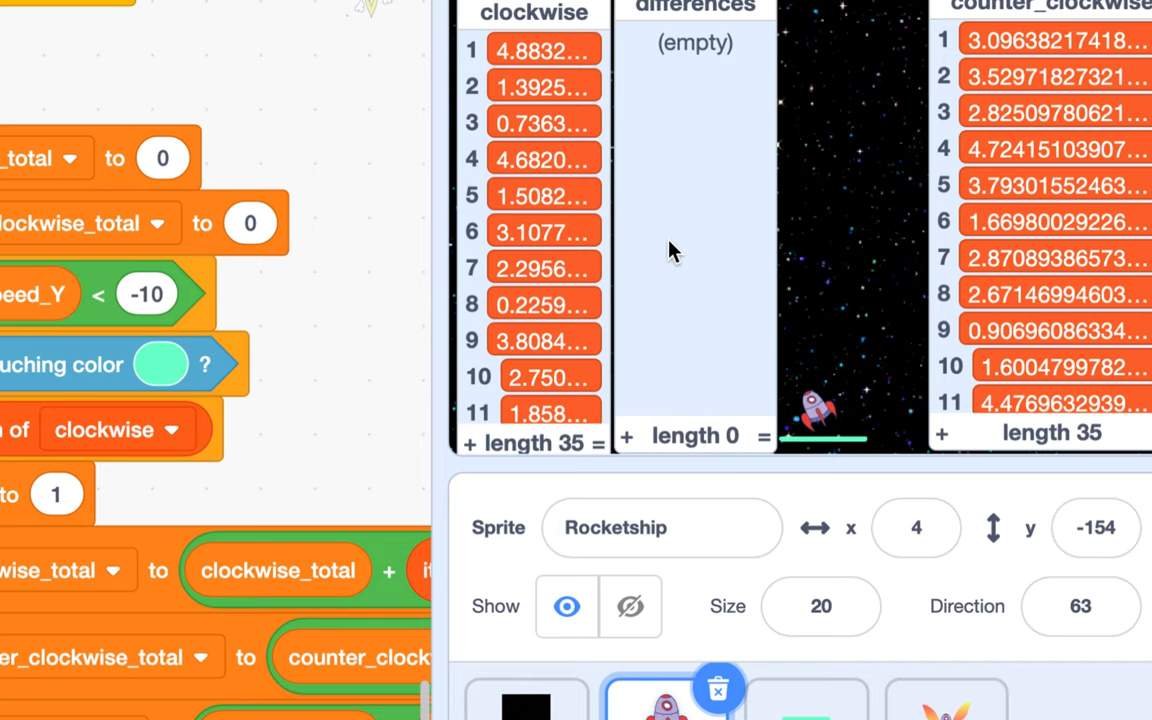 clockwise
differences
counter_clockwise
(empty)
1 4.8832...
2 1.3925...
3 0.7363...
4 4.6820...
5 1.5082...
6 3.1077...
7 2.2956...
8 0.2259...
9 3.8084...
10 2.750...
11 1.858...
+ length 35 =
+ length 0 =
1 3.09638217418...
2 3.52971827321...
3 2.82509780621...
4 4.72415103907...
5 3.79301552463...
6 1.66980029226...
7 2.87089386573...
8 2.67146994603...
9 0.90696086334...
10 1.6004799782...
11 4.4769632939...
+ length 35
_total to 0
lockwise_total to 0
eed_Y < -10
uching color ?
n of clockwise
to 1
wise_total to clockwise_total +
er_clockwise_total to counter_clock
Sprite Rocketship x 4 y -154
Show Size 20 Direction 63